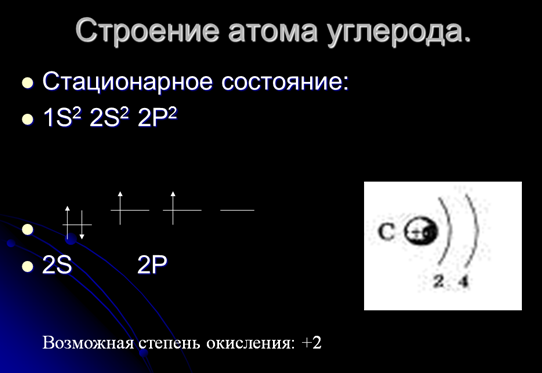 Строение атома углерода.
Стационарное состояние:
1S² 2S² 2P²
2S 2P
C +6
2 4
Возможная степень окисления: +2